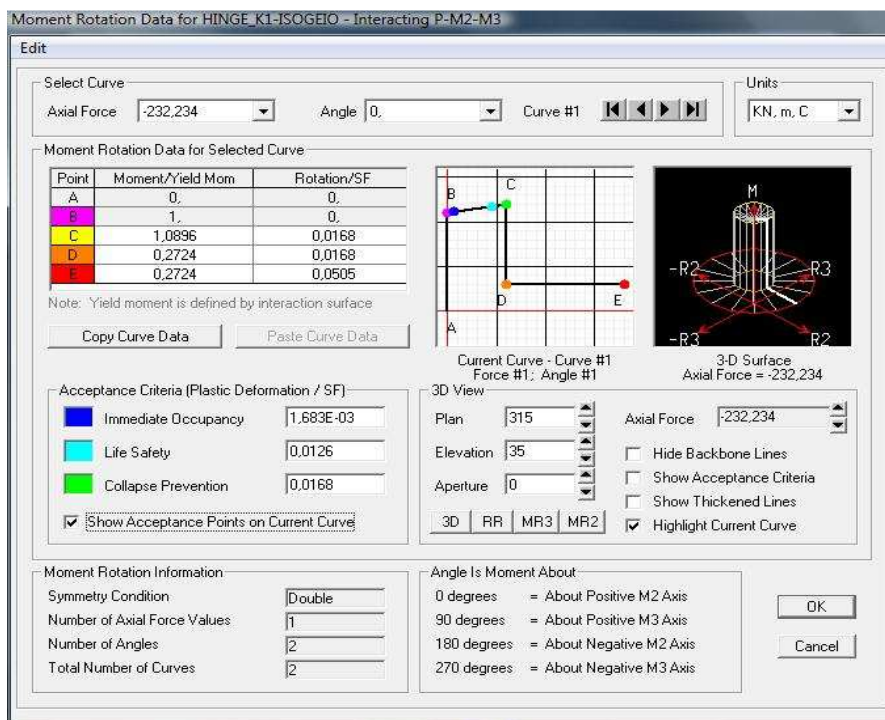 Moment Rotation Data for HINGE_K1-ISOGEIO - Interacting P-M2-M3
Edit
Select Curve
Axial Force -232,234 Angle 0, Curve #1
Units
KN, m, C
Moment Rotation Data for Selected Curve
Point Moment/Yield Mom Rotation/SF
A 0, 0,
B 1, 0,
C 1,0896 0,0168
D 0,2724 0,0168
E 0,2724 0,0505
Note: Yield moment is defined by interaction surface
Copy Curve Data Paste Curve Data
B C
D E
A
Current Curve - Curve #1
Force #1; Angle #1
M
-R2 R3
-R3 R2
3-D Surface
Axial Force = -232,234
Acceptance Criteria (Plastic Deformation / SF)
Immediate Occupancy 1,683E-03
Life Safety 0,0126
Collapse Prevention 0,0168
Show Acceptance Points on Current Curve
3D View
Plan 315
Elevation 35
Aperture 0
3D RR MR3 MR2
Axial Force -232,234
Hide Backbone Lines
Show Acceptance Criteria
Show Thickened Lines
Highlight Current Curve
Moment Rotation Information
Symmetry Condition Double
Number of Axial Force Values 1
Number of Angles 2
Total Number of Curves 2
Angle Is Moment About
0 degrees = About Positive M2 Axis
90 degrees = About Positive M3 Axis
180 degrees = About Negative M2 Axis
270 degrees = About Negative M3 Axis
OK
Cancel